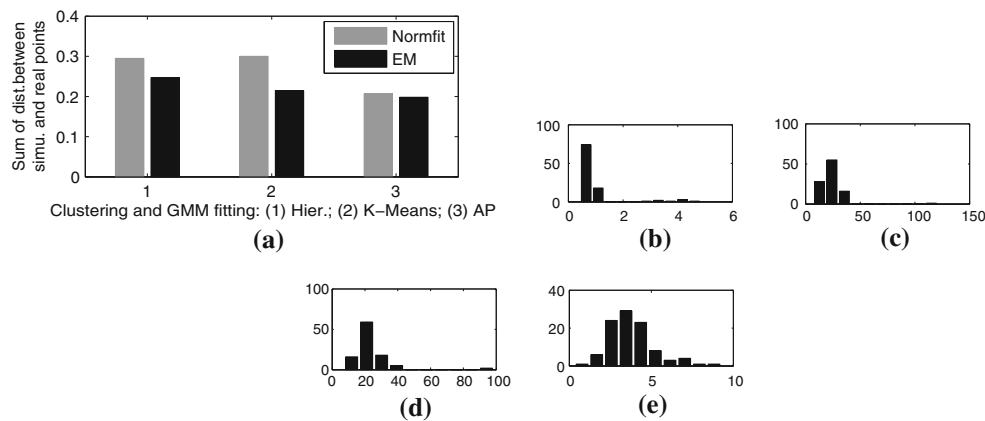 0.4
0.3
0.2
0.1
0
Sum of dist.between
simu. and real points
Normfit
EM
1 2 3
Clustering and GMM fitting: (1) Hier.; (2) K−Means; (3) AP
(a)
100
50
0
0 2 4 6
(b)
100
50
0
0 50 100 150
(c)
100
50
0
0 20 40 60 80 100
(d)
40
20
0
0 5 10
(e)